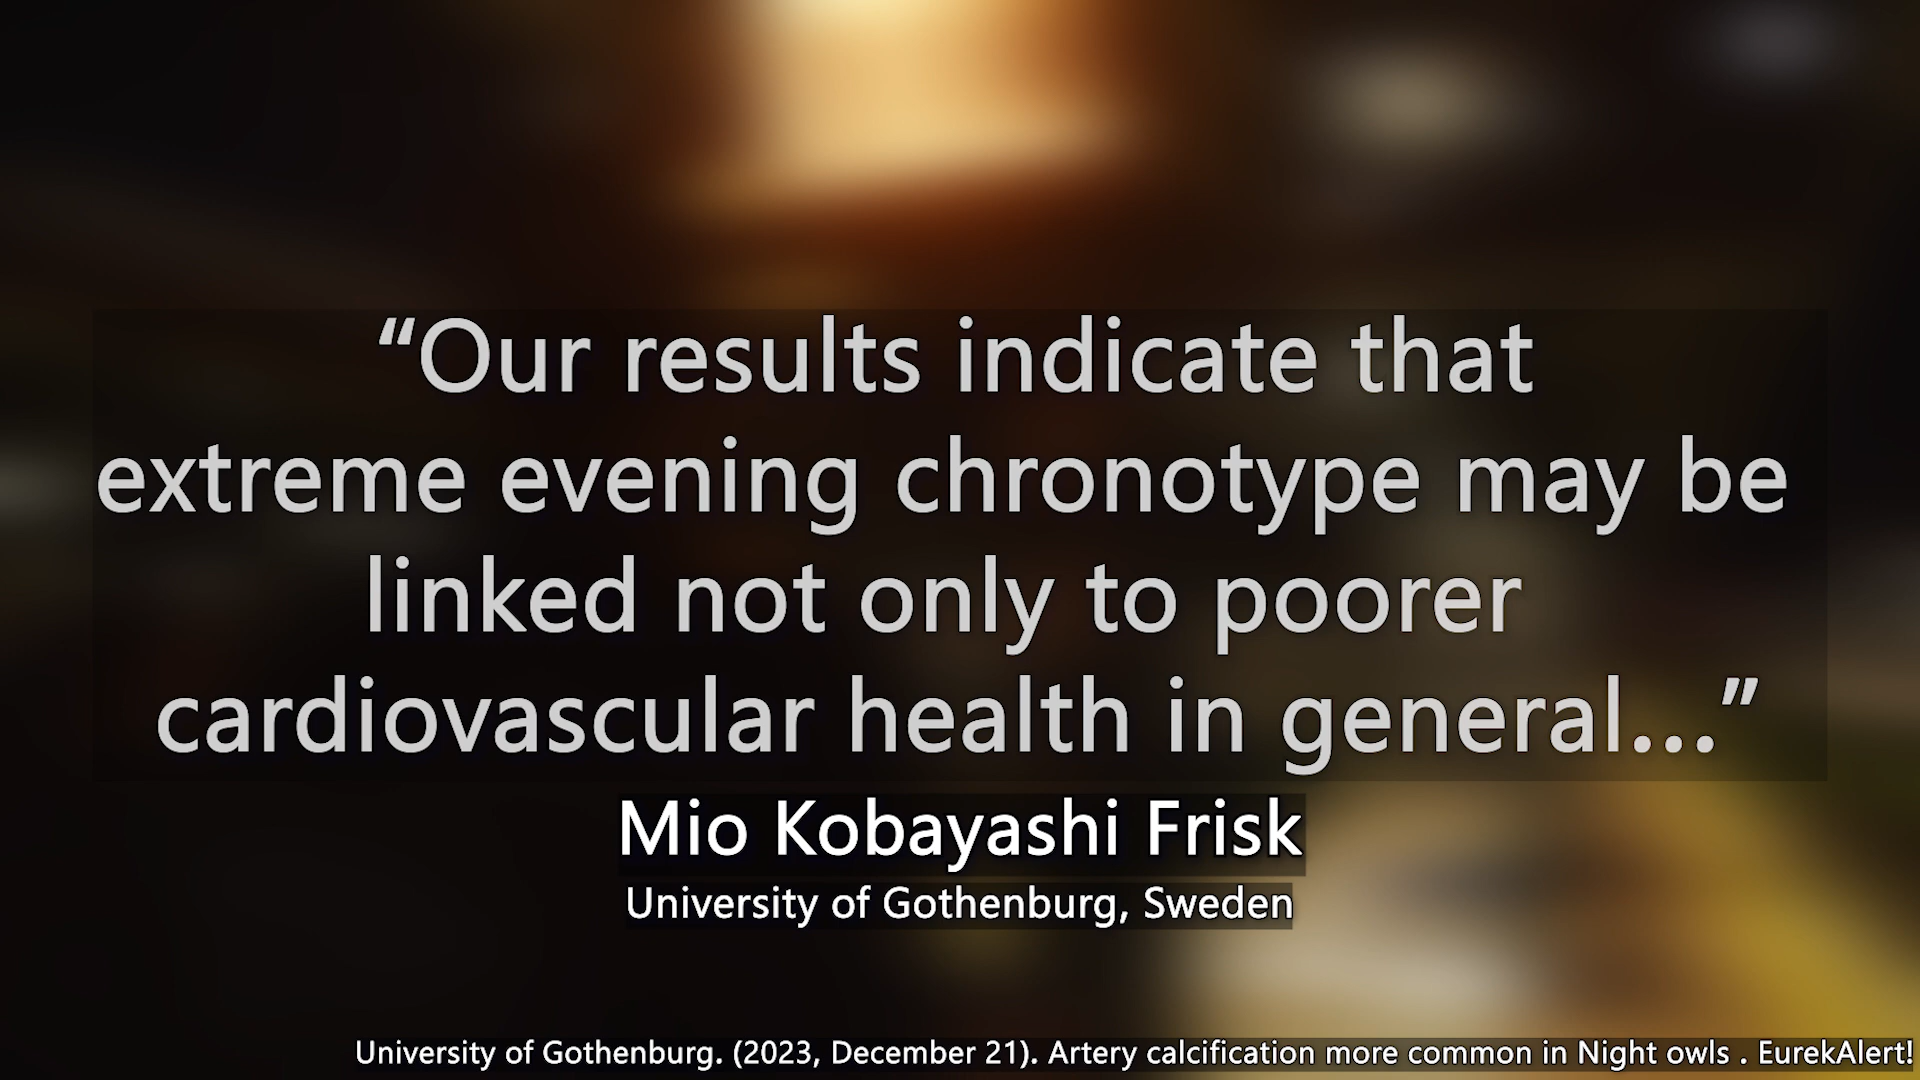 “Our results indicate that
extreme evening chronotype may be
linked not only to poorer
cardiovascular health in general...”
Mio Kobayashi Frisk
University of Gothenburg, Sweden
University of Gothenburg. (2023, December 21). Artery calcification more common in Night owls . EurekAlert!